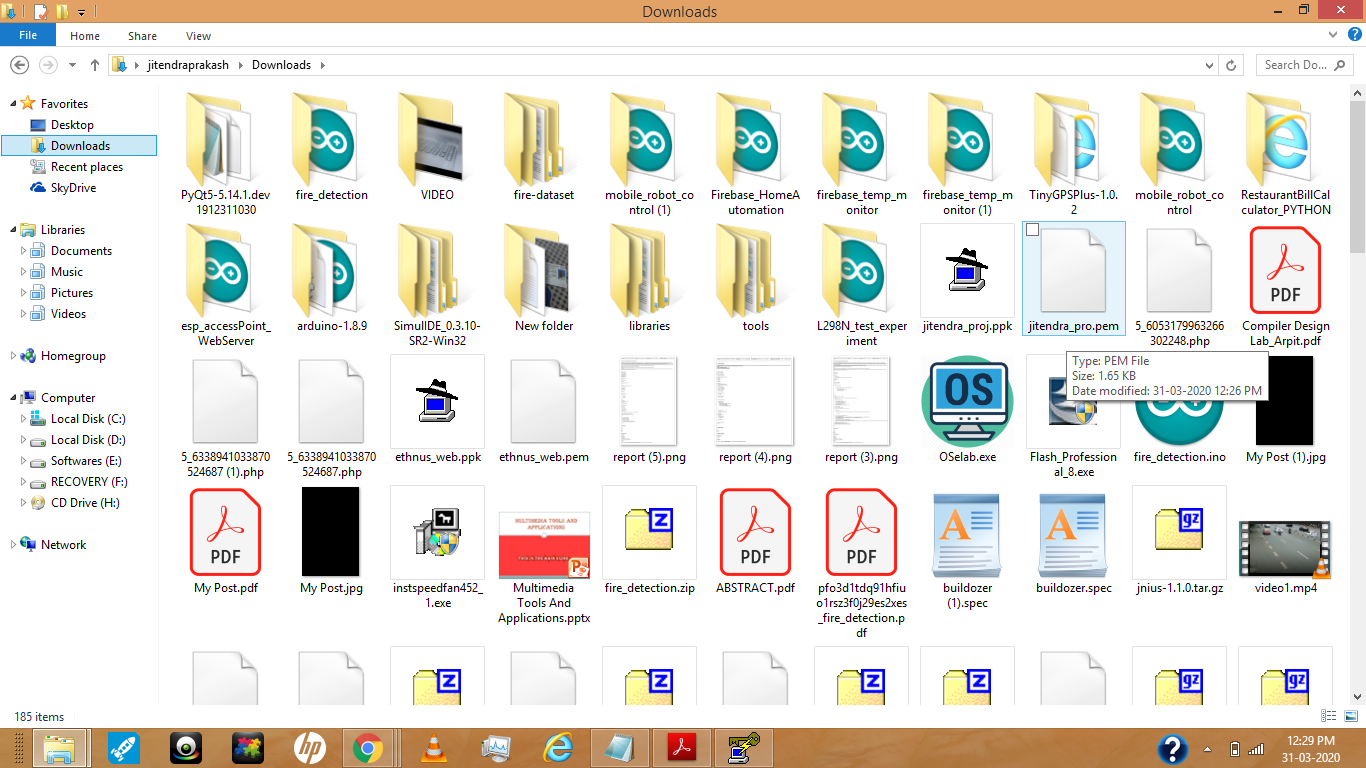 Downloads
File
Home
Share
View
jitendraprakash
Downloads
Search Do...
Favorites
Desktop
Downloads
Recent places
SkyDrive
Libraries
Documents
Music
Pictures
Videos
Homegroup
Computer
Local Disk (C:)
Local Disk (D:)
Softwares (E:)
RECOVERY (F:)
CD Drive (H:)
Network
PyQt5-5.14.1.dev
1912311030
fire_detection
VIDEO
fire-dataset
mobile_robot_co
ntrol (1)
Firebase_HomeA
utomation
firebase_temp_m
onitor
firebase_temp_m
onitor (1)
TinyGPSPlus-1.0.
2
mobile_robot_co
ntrol
RestaurantBillCal
culator_PYTHON
esp_accessPoint_
WebServer
arduino-1.8.9
SimulIDE_0.3.10-
SR2-Win32
New folder
libraries
tools
L298N_test_exper
iment
jitendra_proj.ppk
jitendra_pro.pem
5_6053179963266
302248.php
PDF
Compiler Design
Lab_Arpit.pdf
Type: PEM File
Size: 1.65 KB
Date modified: 31-03-2020 12:26 PM
5_6338941033870
524687 (1).php
5_6338941033870
524687.php
ethnus_web.ppk
ethnus_web.pem
report (5).png
report (4).png
report (3).png
OS
OSelab.exe
Flash_Profession
al_8.exe
fire_detection.ino
My Post (1).jpg
PDF
My Post.pdf
My Post.jpg
instspeedfan452_
1.exe
MULTIMEDIA TOOLS AND
APPLICATIONS
Multimedia
Tools And
Applications.pptx
Z
fire_detection.zip
PDF
ABSTRACT.pdf
PDF
pfo3d1tdq91hfiu
o1rsz3f0j29es2xes
_fire_detection.p
df
buildozer
(1).spec
buildozer.spec
gz
jnius-1.1.0.tar.gz
video1.mp4
Z
Z
Z
Z
gz
gz
185 items
hp
12:29 PM
31-03-2020